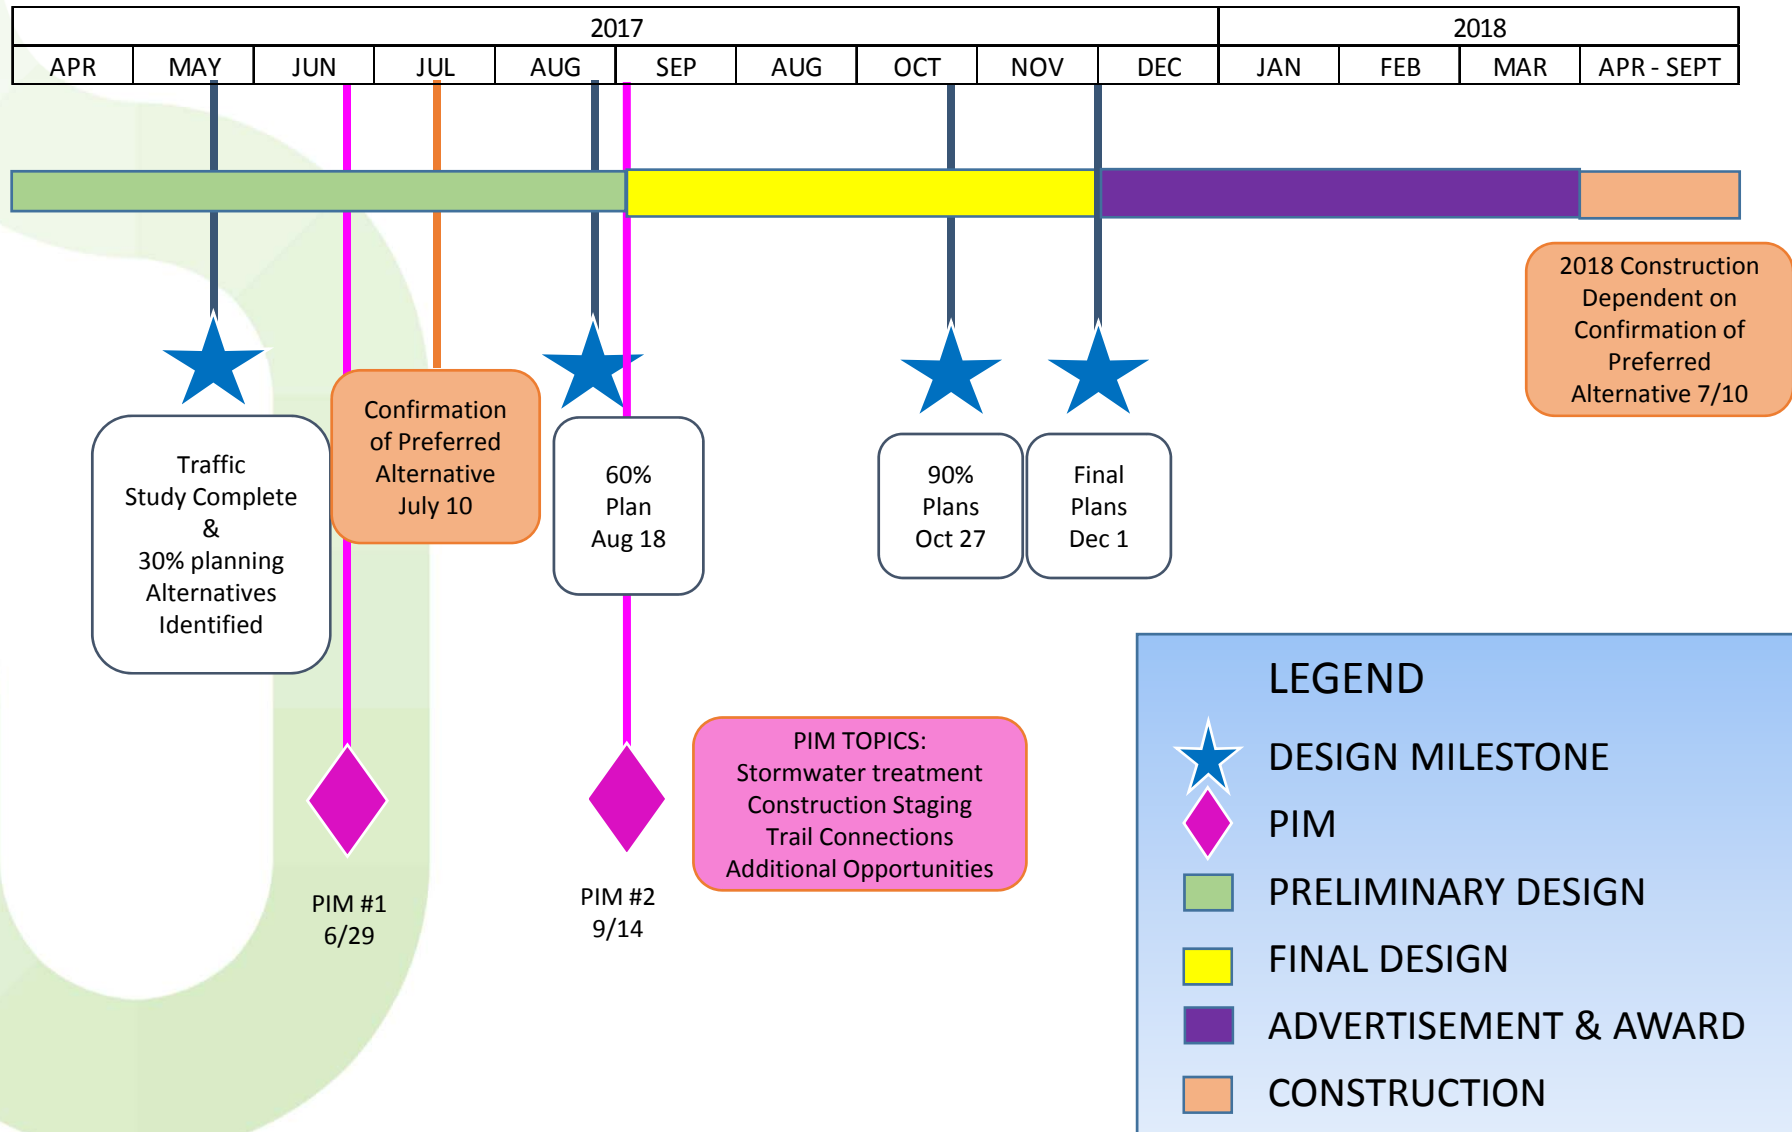 2017 2018
APR MAY JUN JUL AUG SEP AUG OCT NOV DEC JAN FEB MAR APR - SEPT
Traffic
Study Complete
&
30% planning
Alternatives
Identified
Confirmation
of Preferred
Alternative
July 10
60%
Plan
Aug 18
90%
Plans
Oct 27
Final
Plans
Dec 1
2018 Construction
Dependent on
Confirmation of
Preferred
Alternative 7/10
PIM #1
6/29
PIM #2
9/14
PIM TOPICS:
Stormwater treatment
Construction Staging
Trail Connections
Additional Opportunities
LEGEND
DESIGN MILESTONE
PIM
PRELIMINARY DESIGN
FINAL DESIGN
ADVERTISEMENT & AWARD
CONSTRUCTION